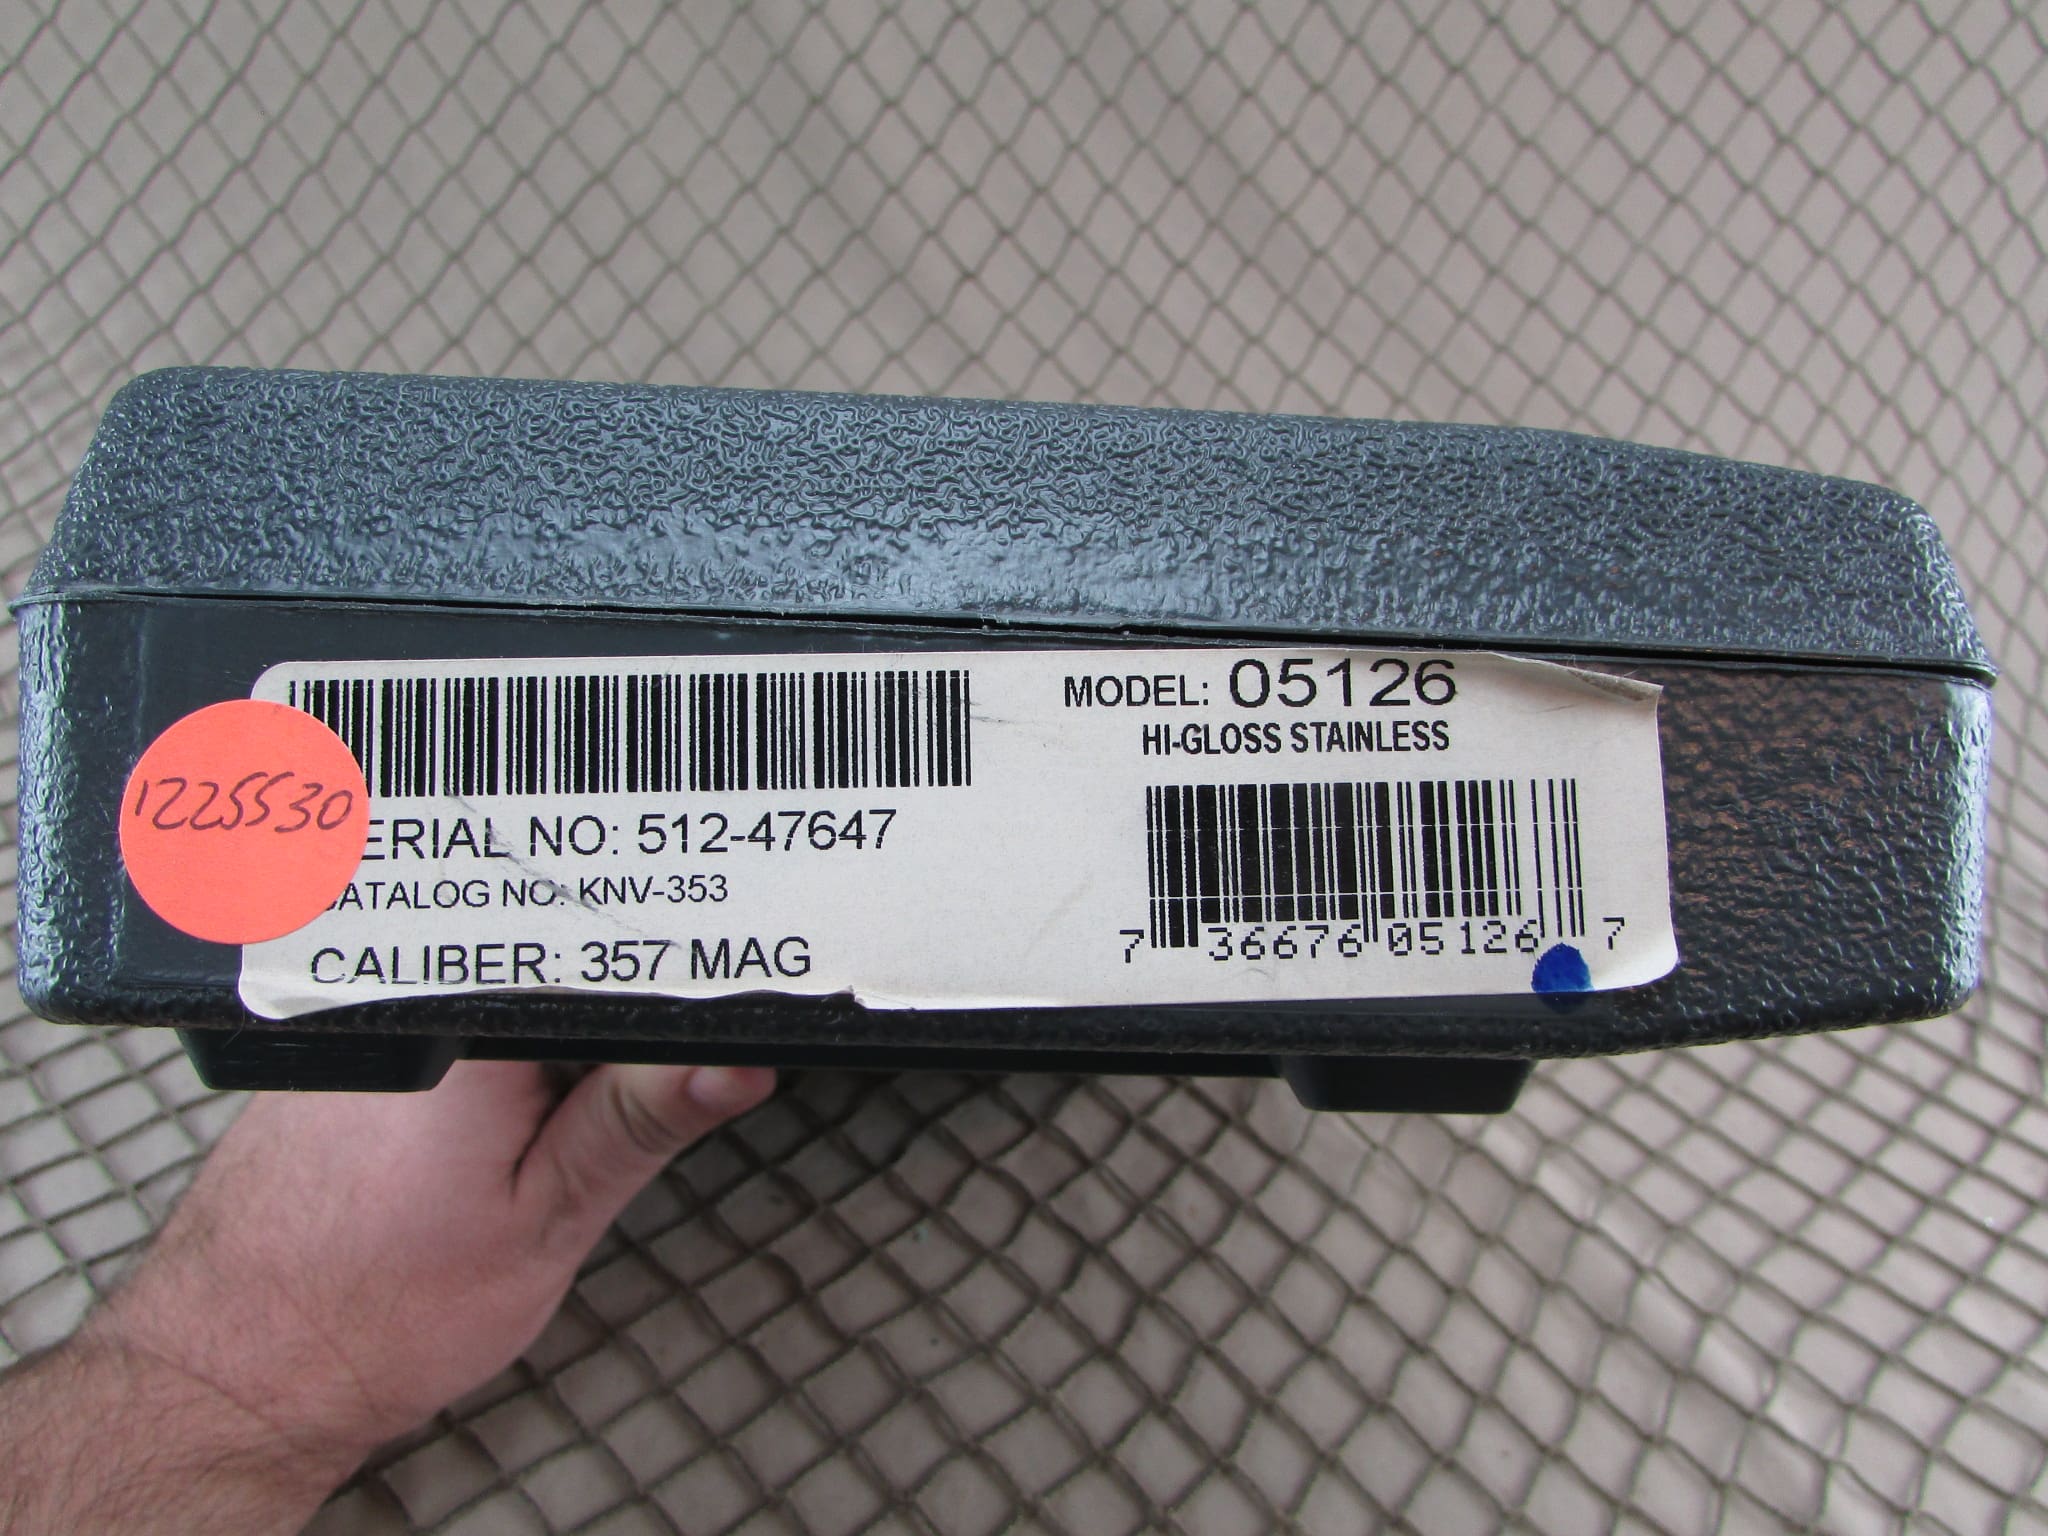 MODEL: 05126
HI-GLOSS STAINLESS
1225530
ERIAL NO: 512-47647
ATALOG NO: KNV-353
CALIBER: 357 MAG
7 36676 05126 7